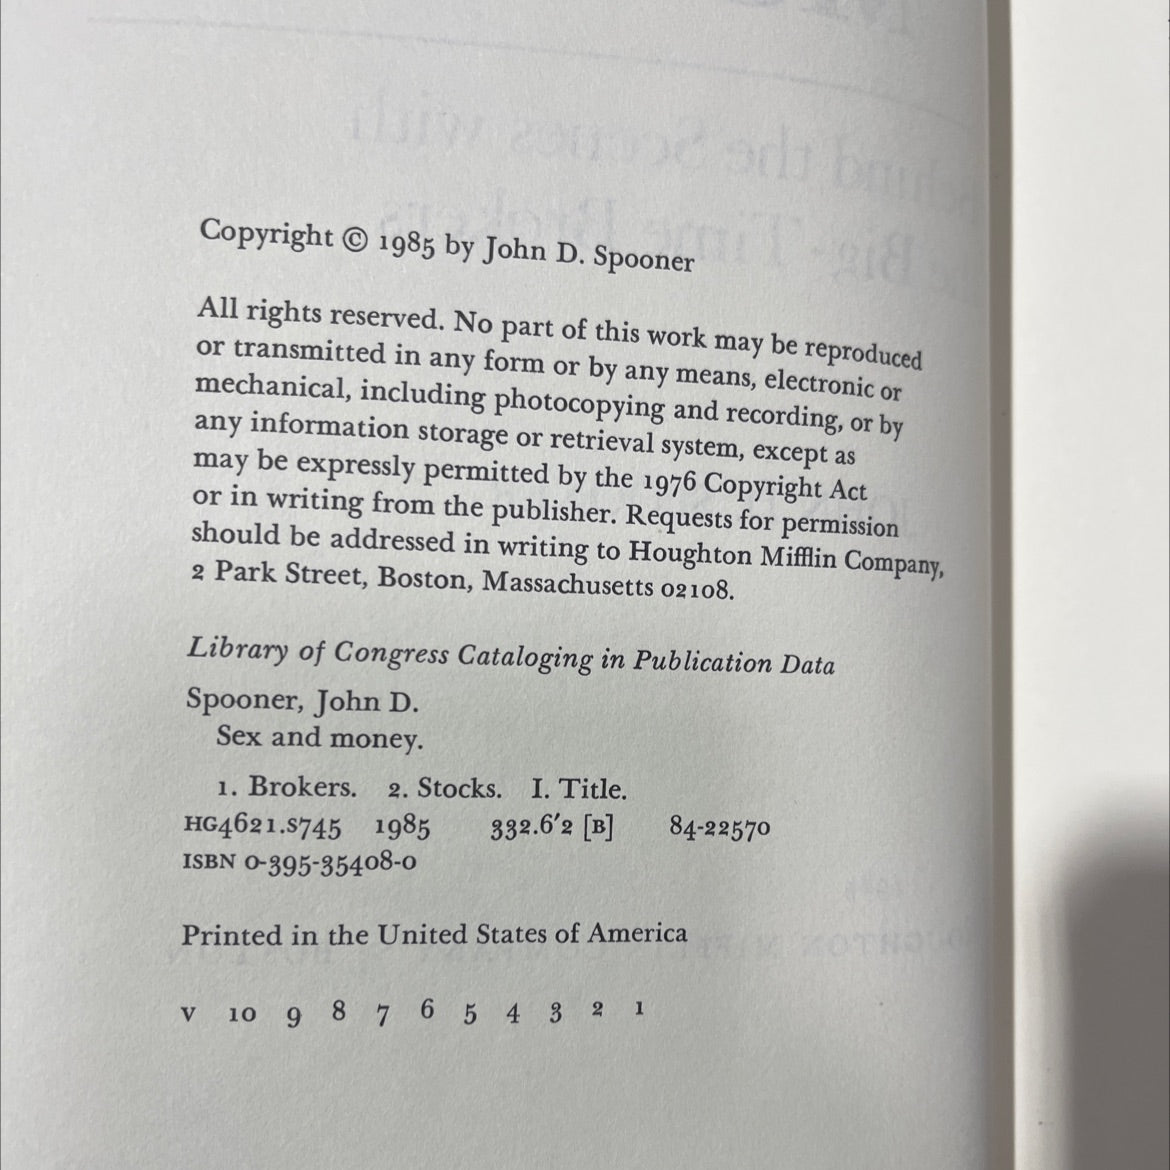 Copyright © 1985 by John D. Spooner
All rights reserved. No part of this work may be reproduced
or transmitted in any form or by any means, electronic or
mechanical, including photocopying and recording, or by
any information storage or retrieval system, except as
may be expressly permitted by the 1976 Copyright Act
or in writing from the publisher. Requests for permission
should be addressed in writing to Houghton Mifflin Company,
2 Park Street, Boston, Massachusetts 02108.
Library of Congress Cataloging in Publication Data
Spooner, John D.
Sex and money.
1. Brokers. 2. Stocks. I. Title.
HG4621.S745 1985 332.6'2 [B] 84-22570
ISBN 0-395-35408-0
Printed in the United States of America
V 10 9 8 7 6 5 4 3 2 1